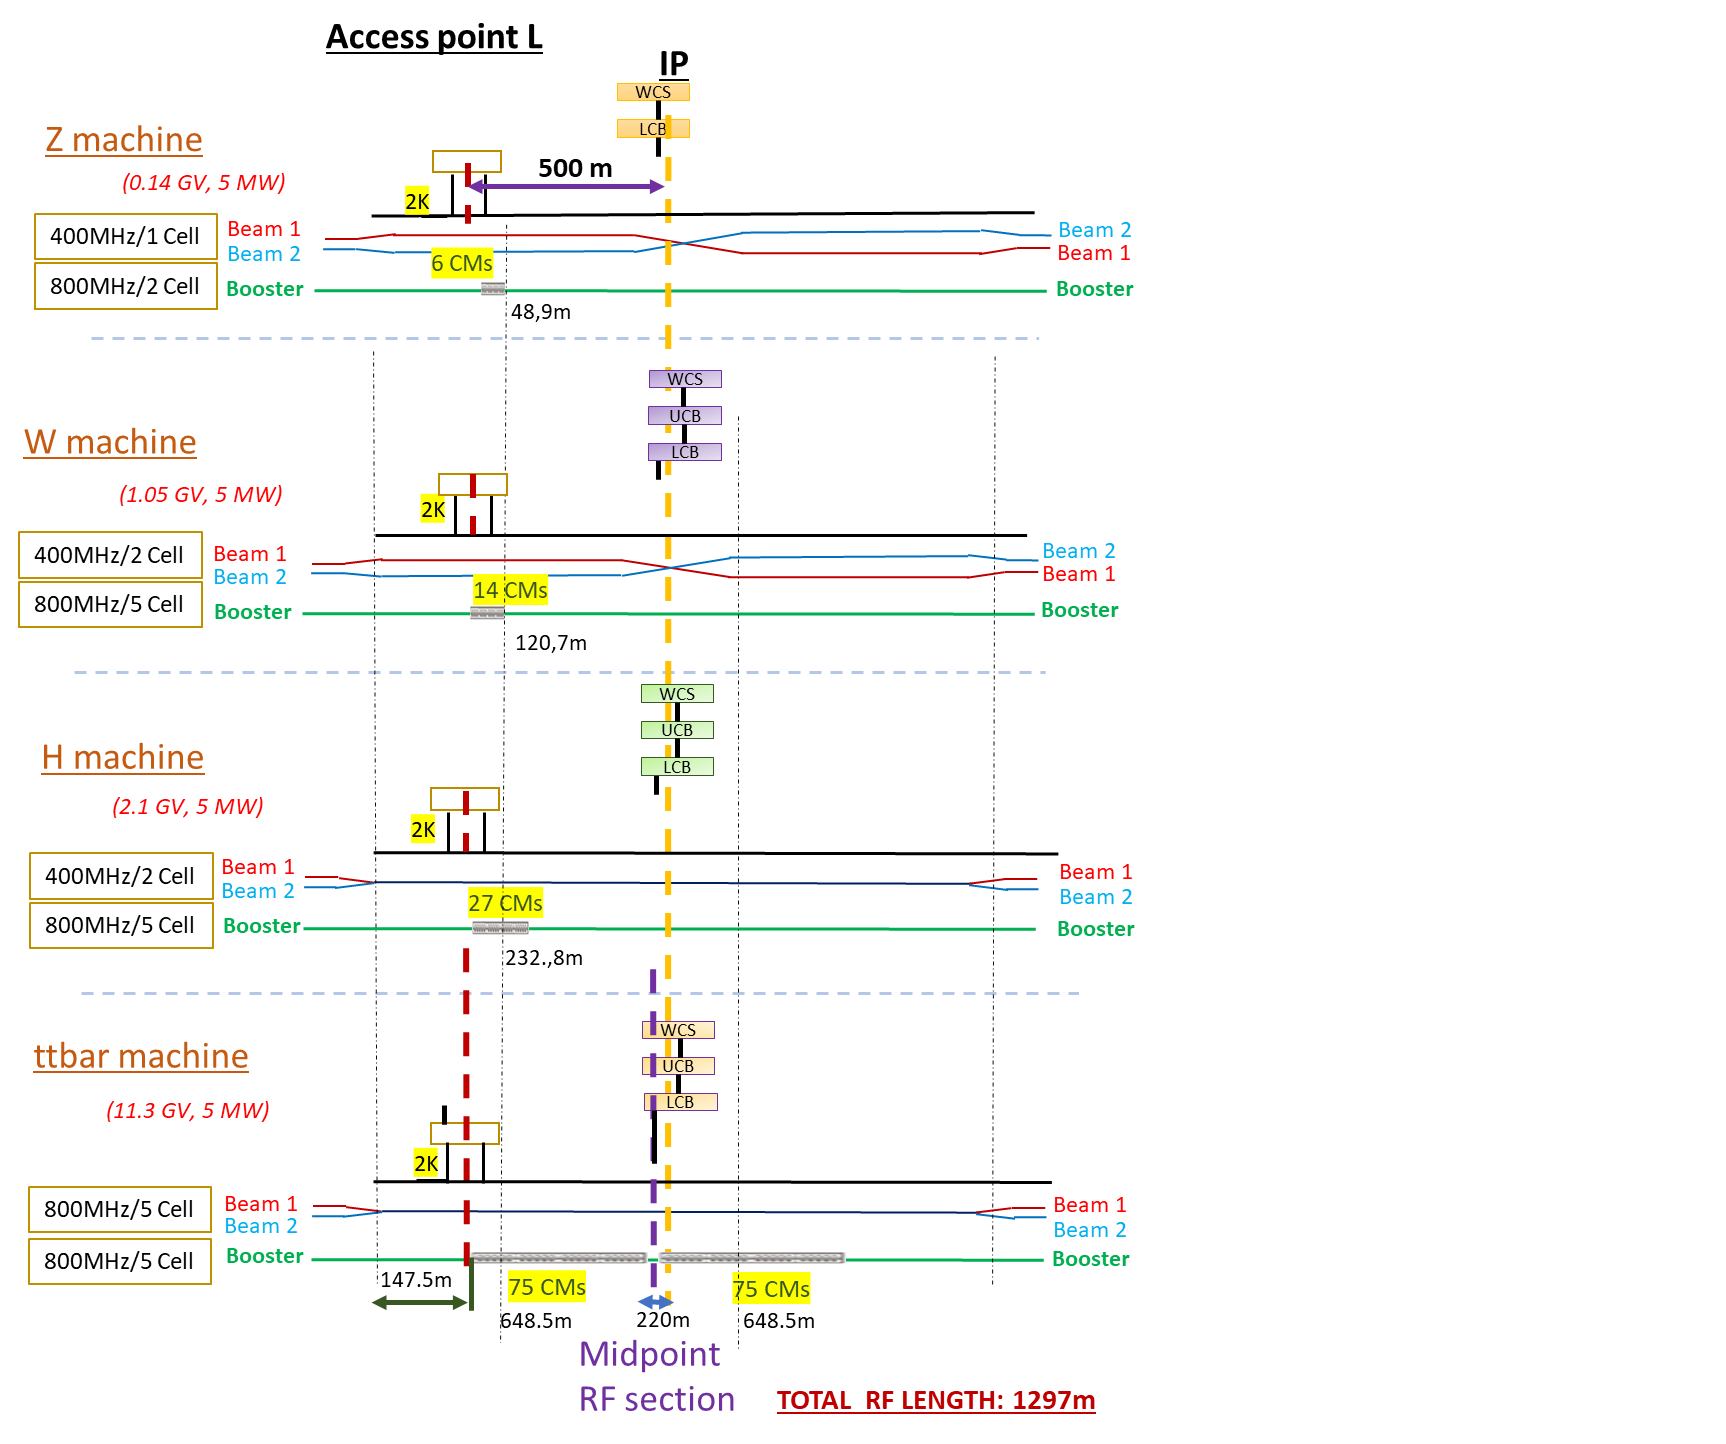 Access point L
IP
WCS
LCB
Z machine
(0.14 GV, 5 MW)
500 m
2K
400MHz/1 Cell
Beam 1
Beam 2
Beam 2
Beam 1
6 CMs
800MHz/2 Cell
Booster
Booster
48,9m
WCS
UCB
LCB
W machine
(1.05 GV, 5 MW)
2K
400MHz/2 Cell
Beam 1
Beam 2
Beam 2
Beam 1
14 CMs
800MHz/5 Cell
Booster
Booster
120,7m
WCS
UCB
LCB
H machine
(2.1 GV, 5 MW)
2K
400MHz/2 Cell
Beam 1
Beam 2
Beam 1
Beam 2
27 CMs
800MHz/5 Cell
Booster
Booster
232.,8m
WCS
UCB
LCB
ttbar machine
(11.3 GV, 5 MW)
2K
800MHz/5 Cell
Beam 1
Beam 2
Beam 1
Beam 2
800MHz/5 Cell
Booster
Booster
147.5m
75 CMs
75 CMs
648.5m
220m
648.5m
Midpoint
RF section
TOTAL RF LENGTH: 1297m